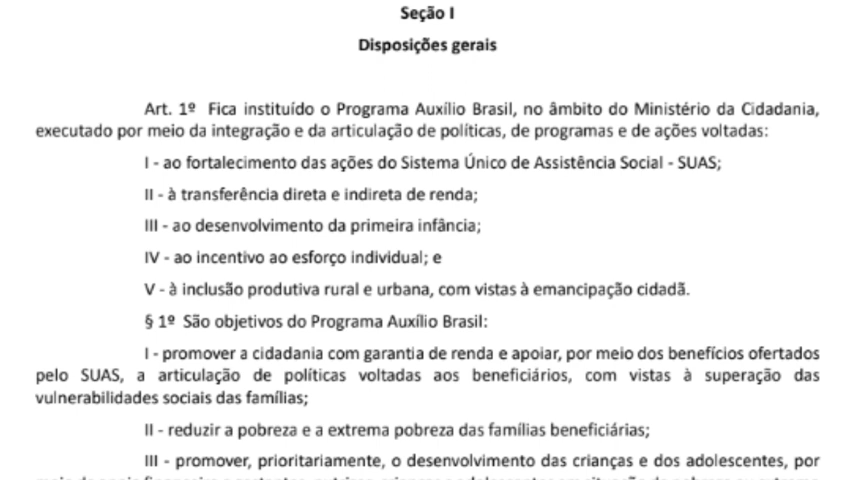 Seção I
Disposições gerais
Art. 1º Fica instituído o Programa Auxílio Brasil, no âmbito do Ministério da Cidadania,
executado por meio da integração e da articulação de políticas, de programas e de ações voltadas:
I - ao fortalecimento das ações do Sistema Único de Assistência Social - SUAS;
II - à transferência direta e indireta de renda;
III - ao desenvolvimento da primeira infância;
IV - ao incentivo ao esforço individual; e
V - à inclusão produtiva rural e urbana, com vistas à emancipação cidadã.
§ 1º São objetivos do Programa Auxílio Brasil:
I - promover a cidadania com garantia de renda e apoiar, por meio dos benefícios ofertados
pelo SUAS, a articulação de políticas voltadas aos beneficiários, com vistas à superação das
vulnerabilidades sociais das famílias;
II - reduzir a pobreza e a extrema pobreza das famílias beneficiárias;
III - promover, prioritariamente, o desenvolvimento das crianças e dos adolescentes, por